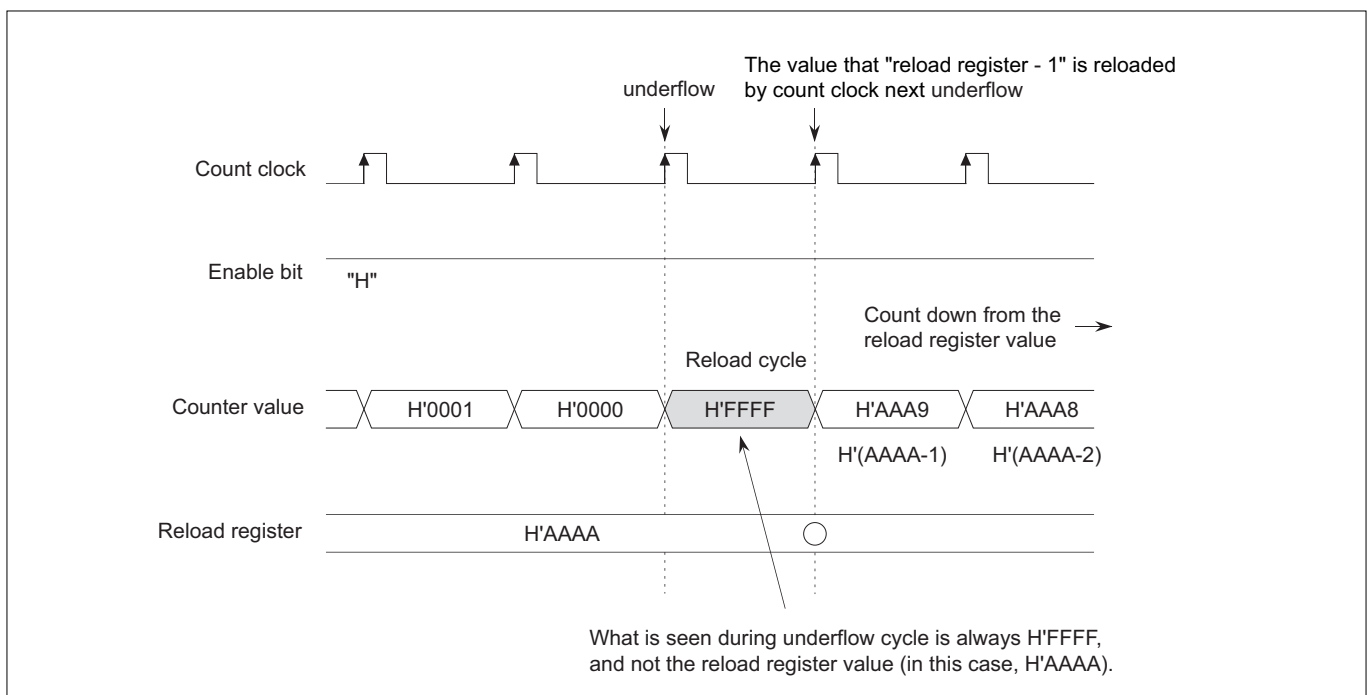 The value that "reload register - 1" is reloaded
by count clock next underflow
underflow
Count clock
Enable bit
"H"
Count down from the
reload register value
Reload cycle
Counter value
H'0001
H'0000
H'FFFF
H'AAA9
H'AAA8
H'(AAAA-1)
H'(AAAA-2)
Reload register
H'AAAA
What is seen during underflow cycle is always H'FFFF,
and not the reload register value (in this case, H'AAAA).